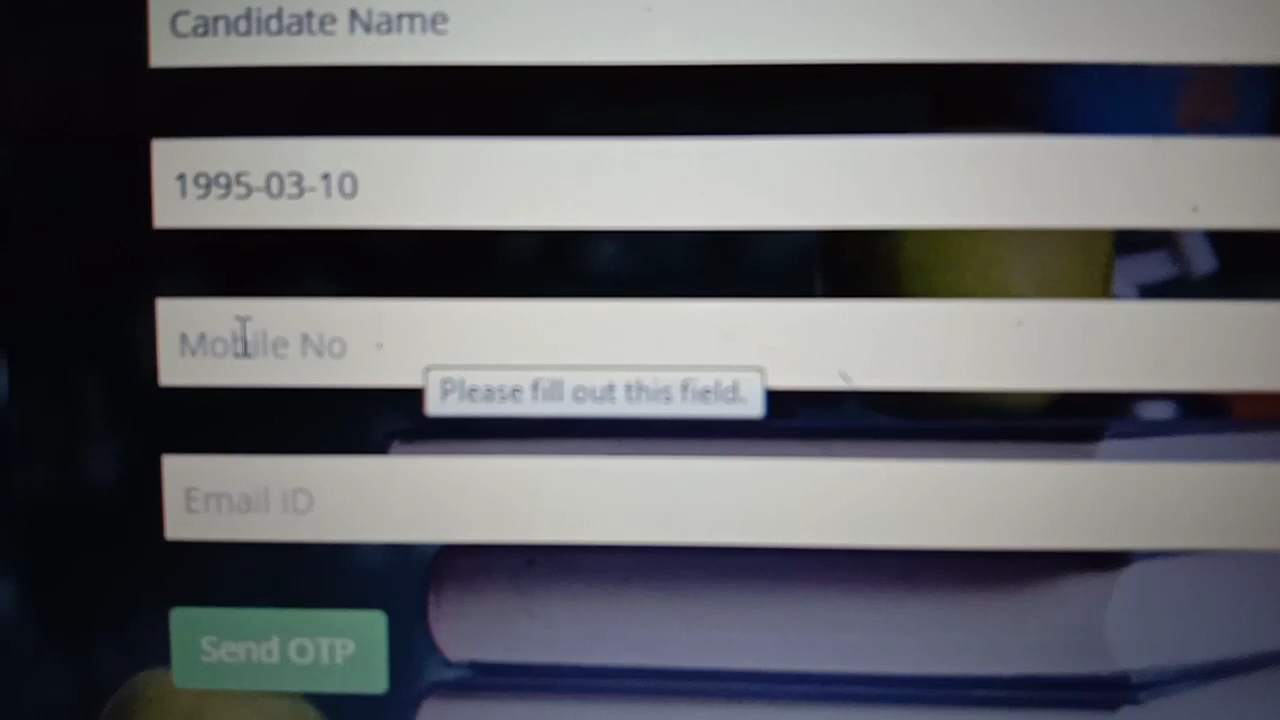 Candidate Name
1995-03-10
Mobile No
Please fill out this field.
Email ID
Send OTP